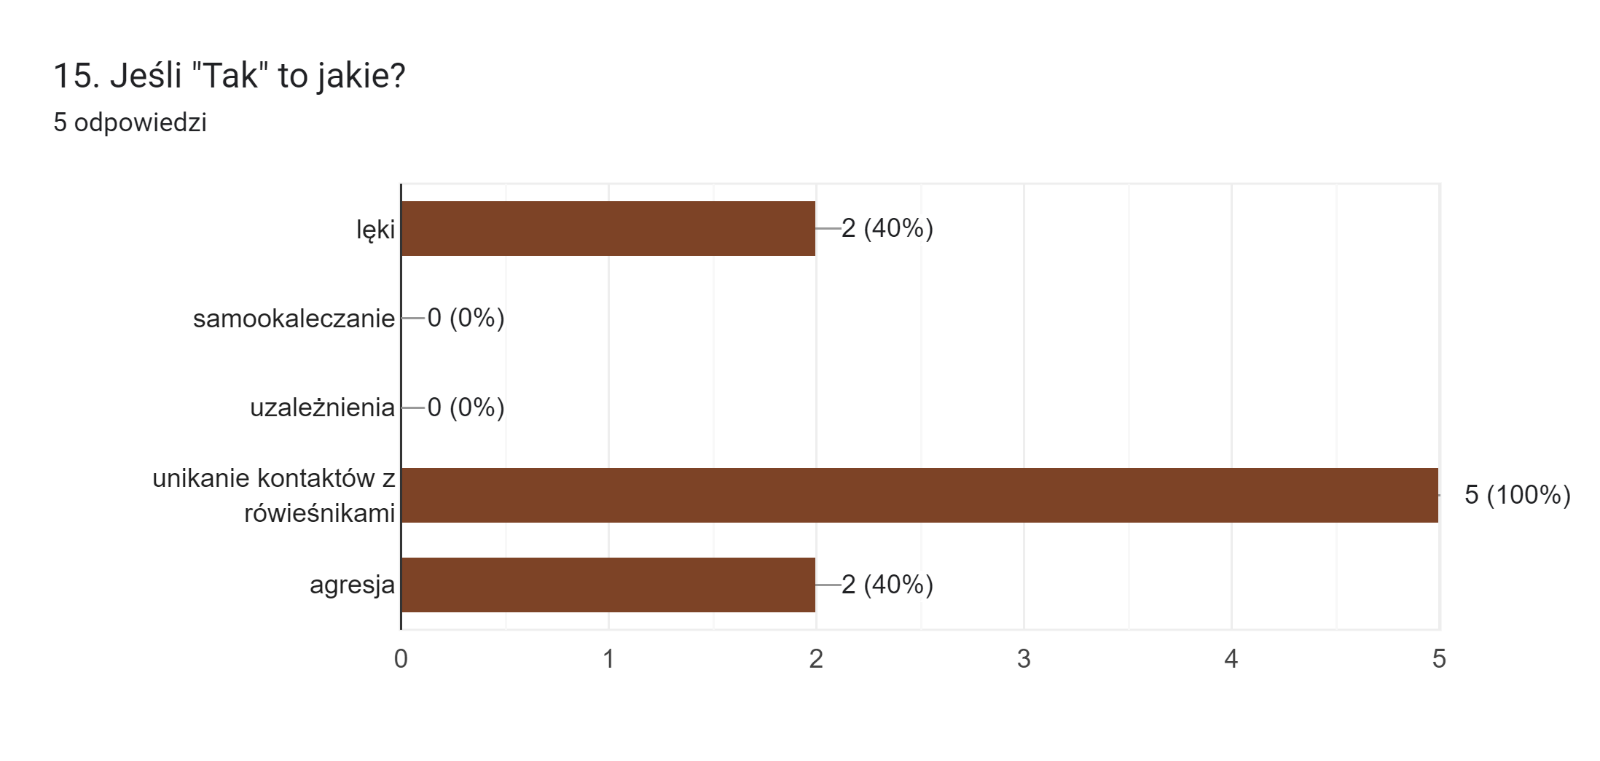 15. Jeśli "Tak" to jakie?
5 odpowiedzi
lęki
2 (40%)
samookaleczanie
0 (0%)
uzależnienia
0 (0%)
unikanie kontaktów z
rówieśnikami
5 (100%)
agresja
2 (40%)
0 1 2 3 4 5